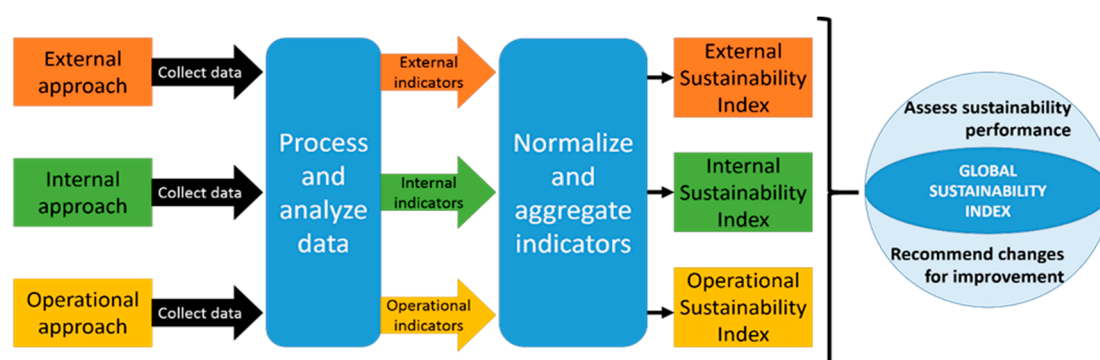 External
approach
Collect data
External
indicators
External
Sustainability
Index
Internal
approach
Collect data
Process
and
analyze
data
Internal
indicators
Normalize
and
aggregate
indicators
Internal
Sustainability
Index
Operational
approach
Collect data
Operational
indicators
Operational
Sustainability
Index
Assess sustainability
performance
GLOBAL
SUSTAINABILITY
INDEX
Recommend changes
for improvement